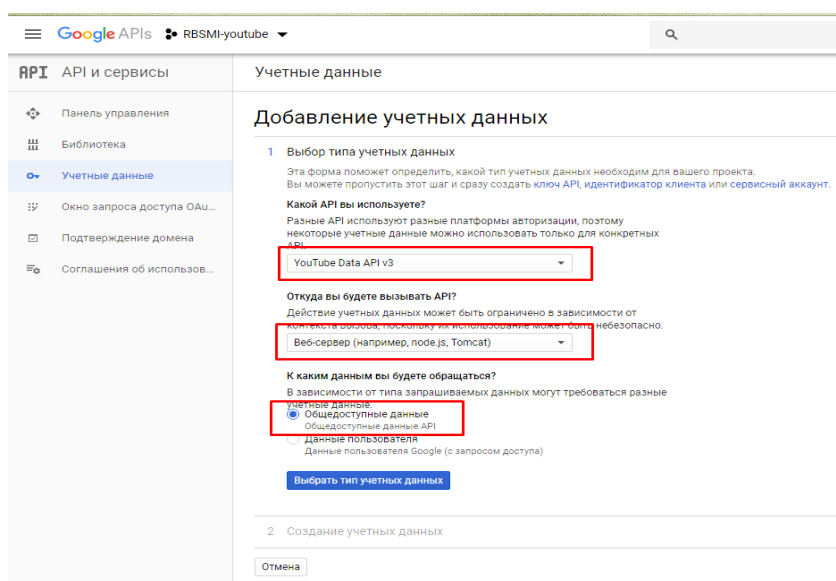 Google APIs RBSMI-youtube
API API и сервисы
Учетные данные
Панель управления
Библиотека
Учетные данные
Окно запроса доступа OAu...
Подтверждение домена
Соглашения об использов...
Добавление учетных данных
1 Выбор типа учетных данных
Эта форма поможет определить, какой тип учетных данных необходим для вашего проекта.
Вы можете пропустить этот шаг и сразу создать ключ API, идентификатор клиента или сервисный аккаунт.
Какой API вы используете?
Разные API используют разные платформы авторизации, поэтому
некоторые учетные данные можно использовать только для конкретных
API.
YouTube Data API v3
Откуда вы будете вызывать API?
Действие учетных данных может быть ограничено в зависимости от
контекста вызова, поскольку их использование может быть небезопасно.
Веб-сервер (например, node.js, Tomcat)
К каким данным вы будете обращаться?
В зависимости от типа запрашиваемых данных могут требоваться разные
учетные данные.
Общедоступные данные
Общедоступные данные API
Данные пользователя
Данные пользователя Google (с запросом доступа)
Выбрать тип учетных данных
2 Создание учетных данных
Отмена